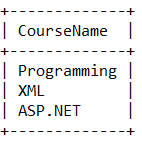 +-------------+
| CourseName |
+-------------+
| Programming |
| XML |
| ASP.NET |
+-------------+